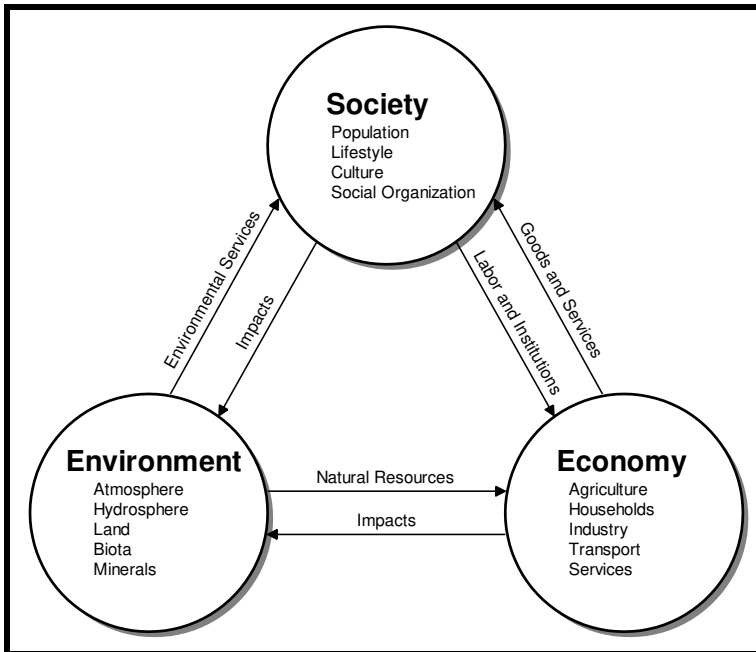 Society
Population
Lifestyle
Culture
Social Organization
Environmental Services
Impacts
Labor and Institutions
Goods and Services
Environment
Atmosphere
Hydrosphere
Land
Biota
Minerals
Natural Resources
Impacts
Economy
Agriculture
Households
Industry
Transport
Services